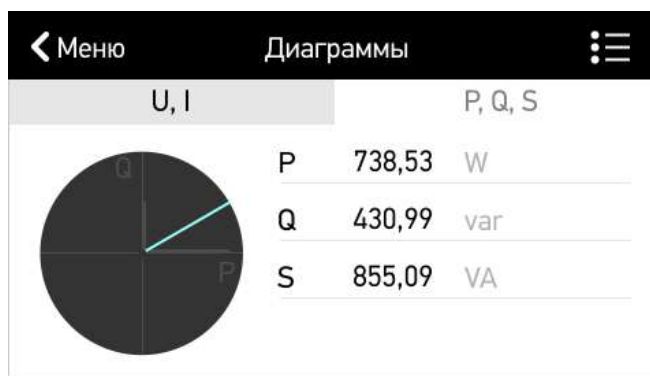 Меню Диаграммы
U, I P, Q, S
Q P 738,53 W
Q 430,99 var
P S 855,09 VA